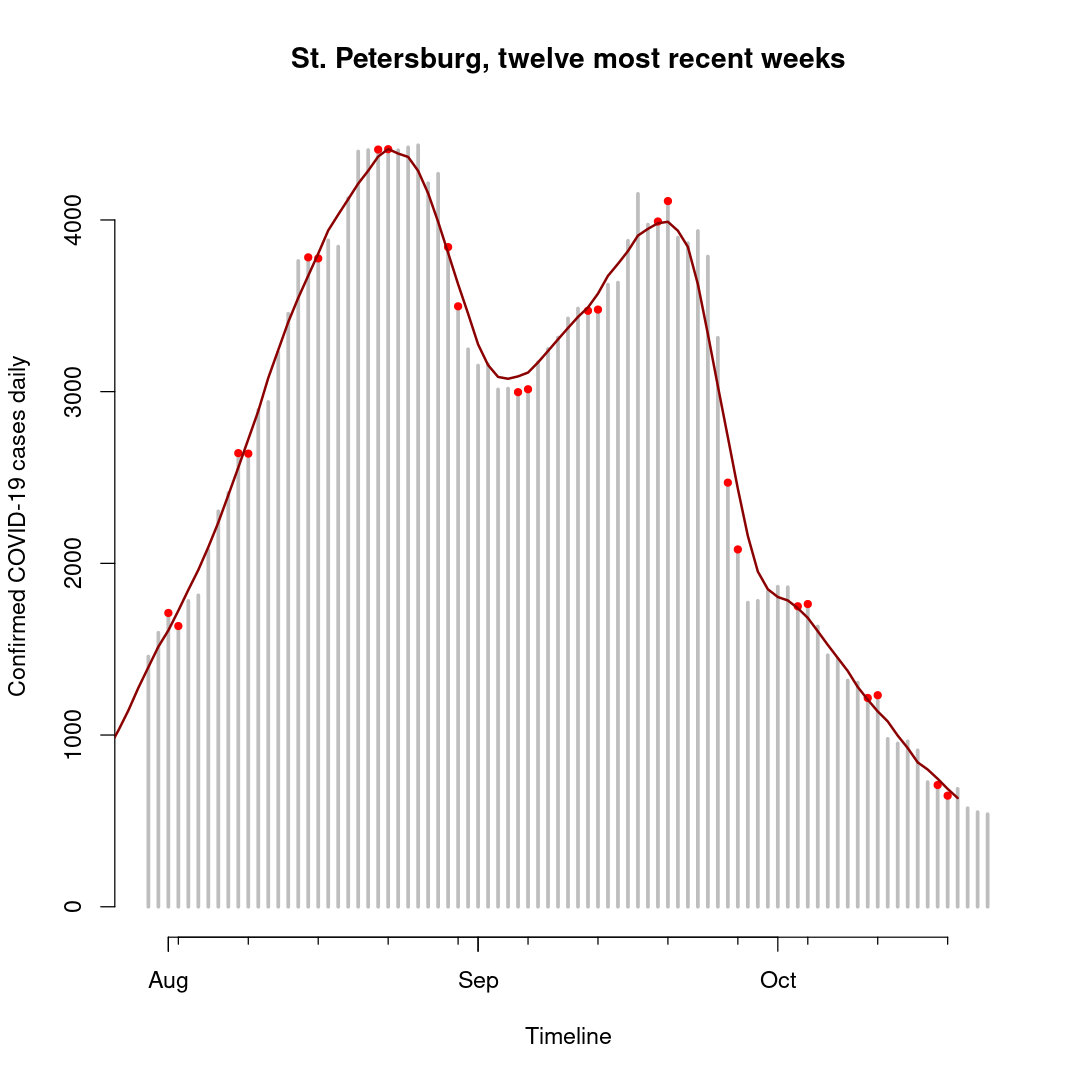 St. Petersburg, twelve most recent weeks
Confirmed COVID-19 cases daily
4000
3000
2000
1000
0
Aug Sep Oct
Timeline